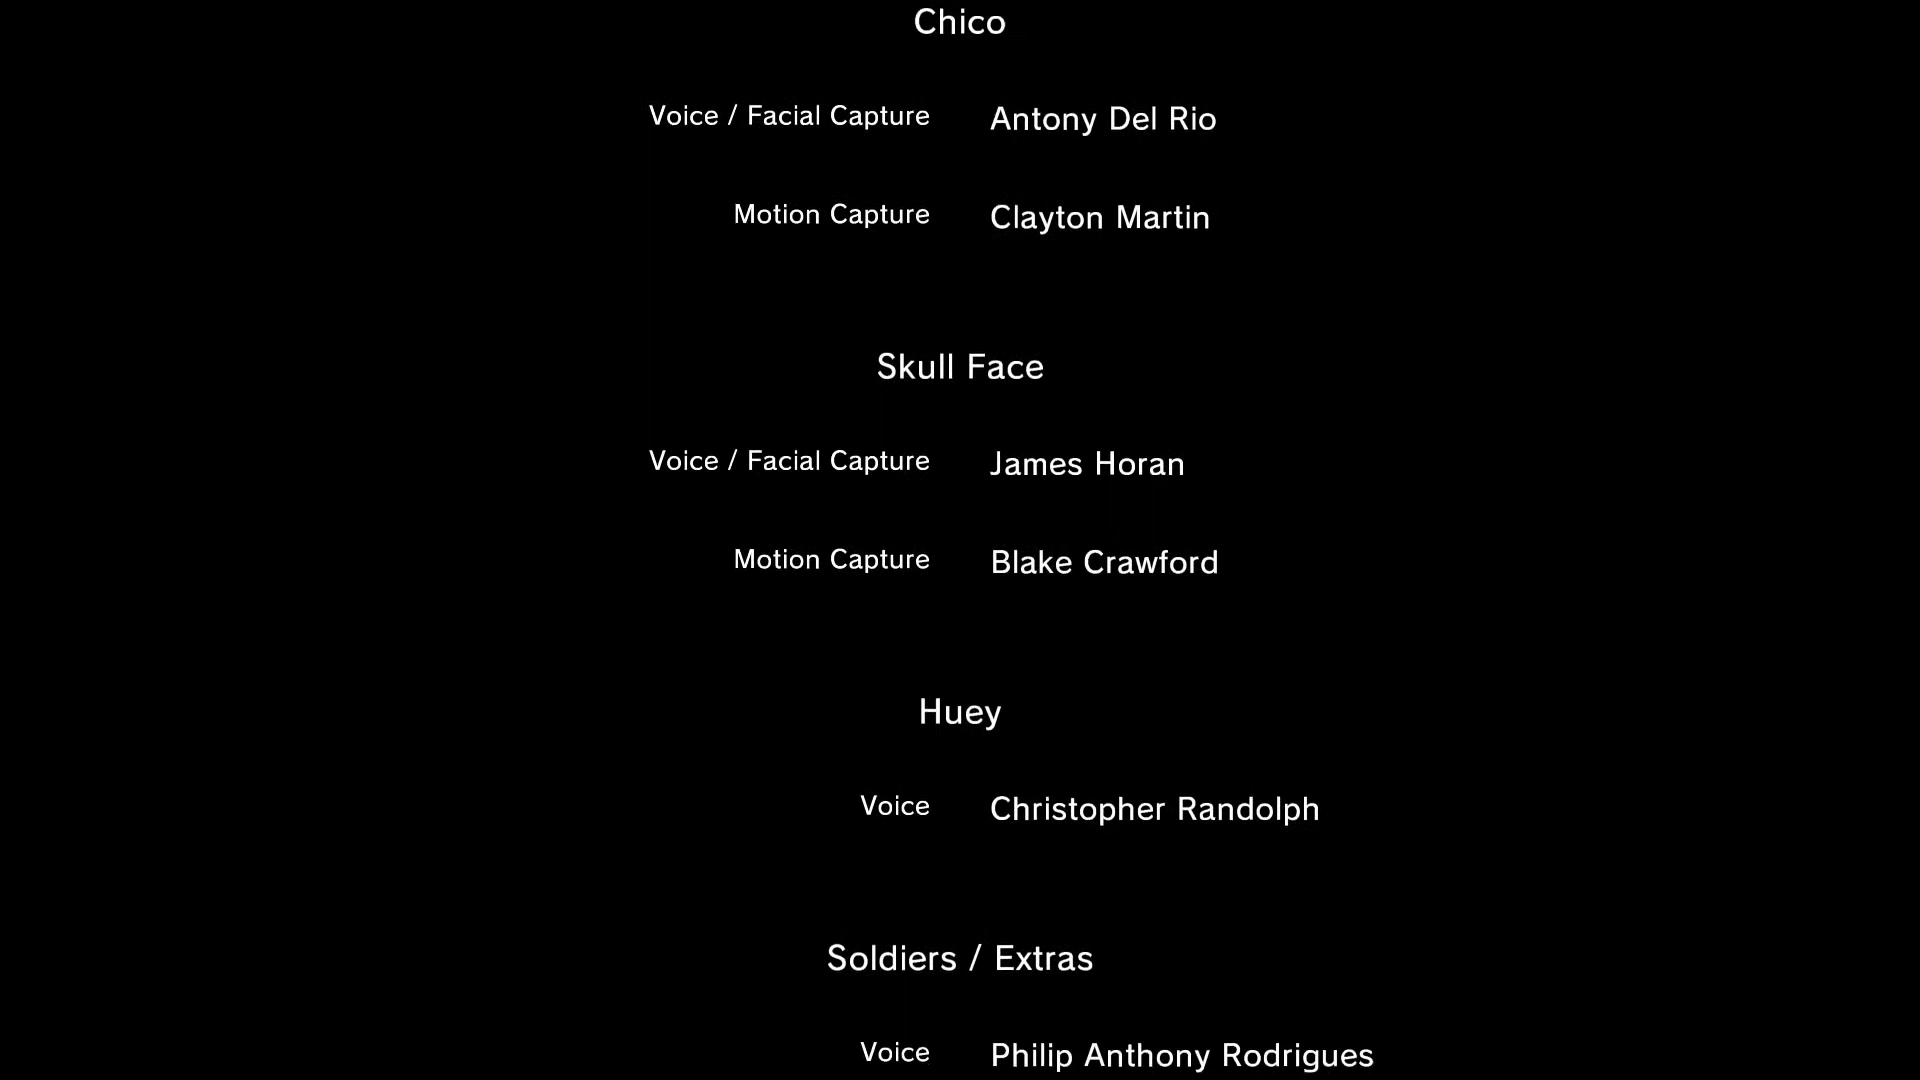 Chico
Voice / Facial Capture Antony Del Rio
Motion Capture Clayton Martin
Skull Face
Voice / Facial Capture James Horan
Motion Capture Blake Crawford
Huey
Voice Christopher Randolph
Soldiers / Extras
Voice Philip Anthony Rodrigues